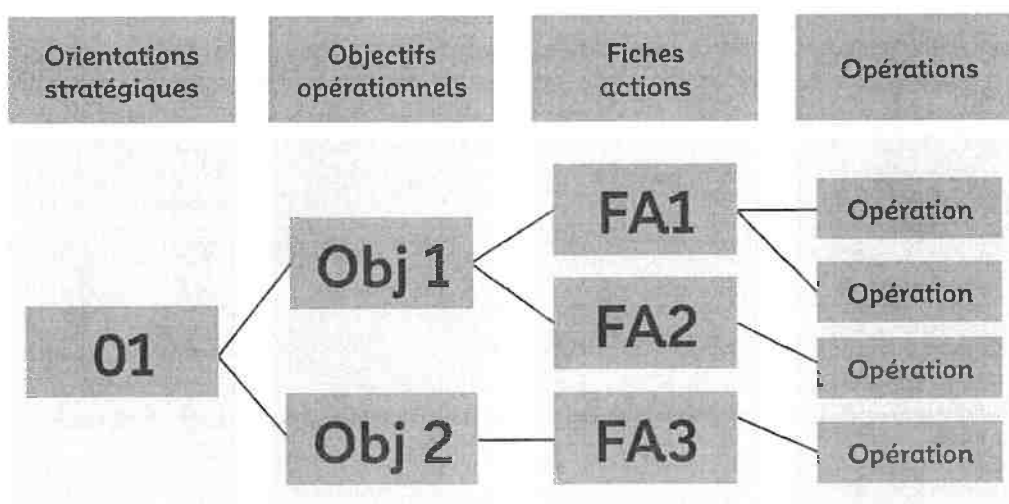 Orientations
stratégiques
Objectifs
opérationnels
Fiches
actions
Opérations
01
Obj 1
Obj 2
FA1
FA2
FA3
Opération
Opération
Opération
Opération